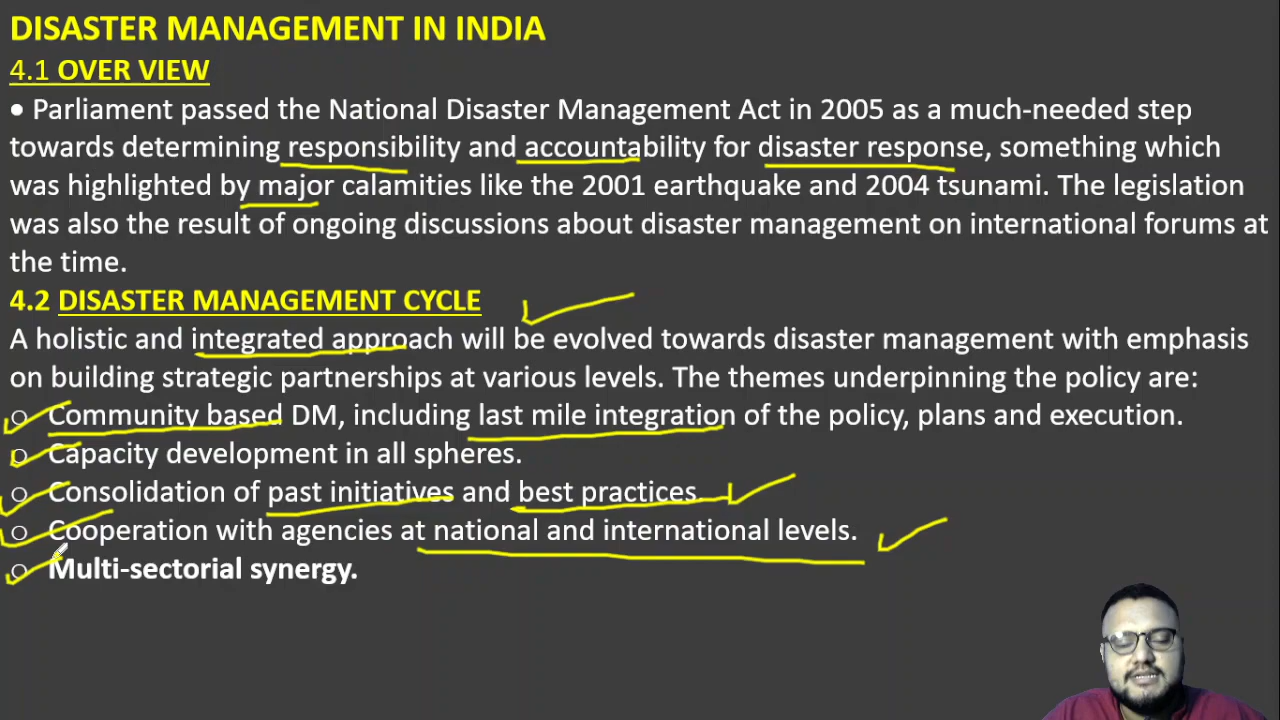 DISASTER MANAGEMENT IN INDIA
4.1 OVER VIEW
• Parliament passed the National Disaster Management Act in 2005 as a much-needed step
towards determining responsibility and accountability for disaster response, something which
was highlighted by major calamities like the 2001 earthquake and 2004 tsunami. The legislation
was also the result of ongoing discussions about disaster management on international forums at
the time.
4.2 DISASTER MANAGEMENT CYCLE
A holistic and integrated approach will be evolved towards disaster management with emphasis
on building strategic partnerships at various levels. The themes underpinning the policy are:
o Community based DM, including last mile integration of the policy, plans and execution.
o Capacity development in all spheres.
o Consolidation of past initiatives and best practices.
o Cooperation with agencies at national and international levels.
o Multi-sectorial synergy.